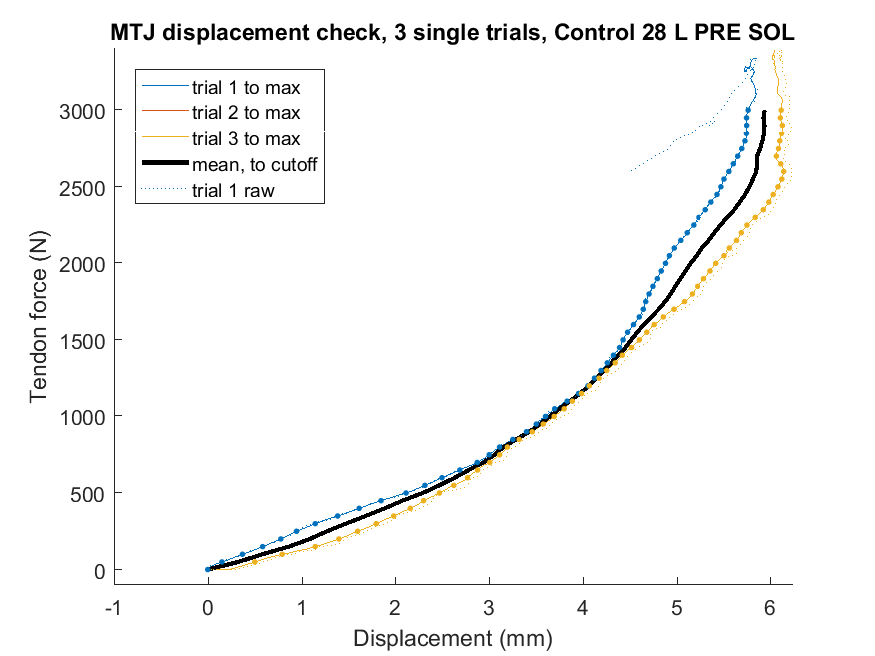 MTJ displacement check, 3 single trials, Control 28 L PRE SOL
trial 1 to max
trial 2 to max
trial 3 to max
mean, to cutoff
trial 1 raw
Tendon force (N)
3000
2500
2000
1500
1000
500
0
-1 0 1 2 3 4 5 6
Displacement (mm)